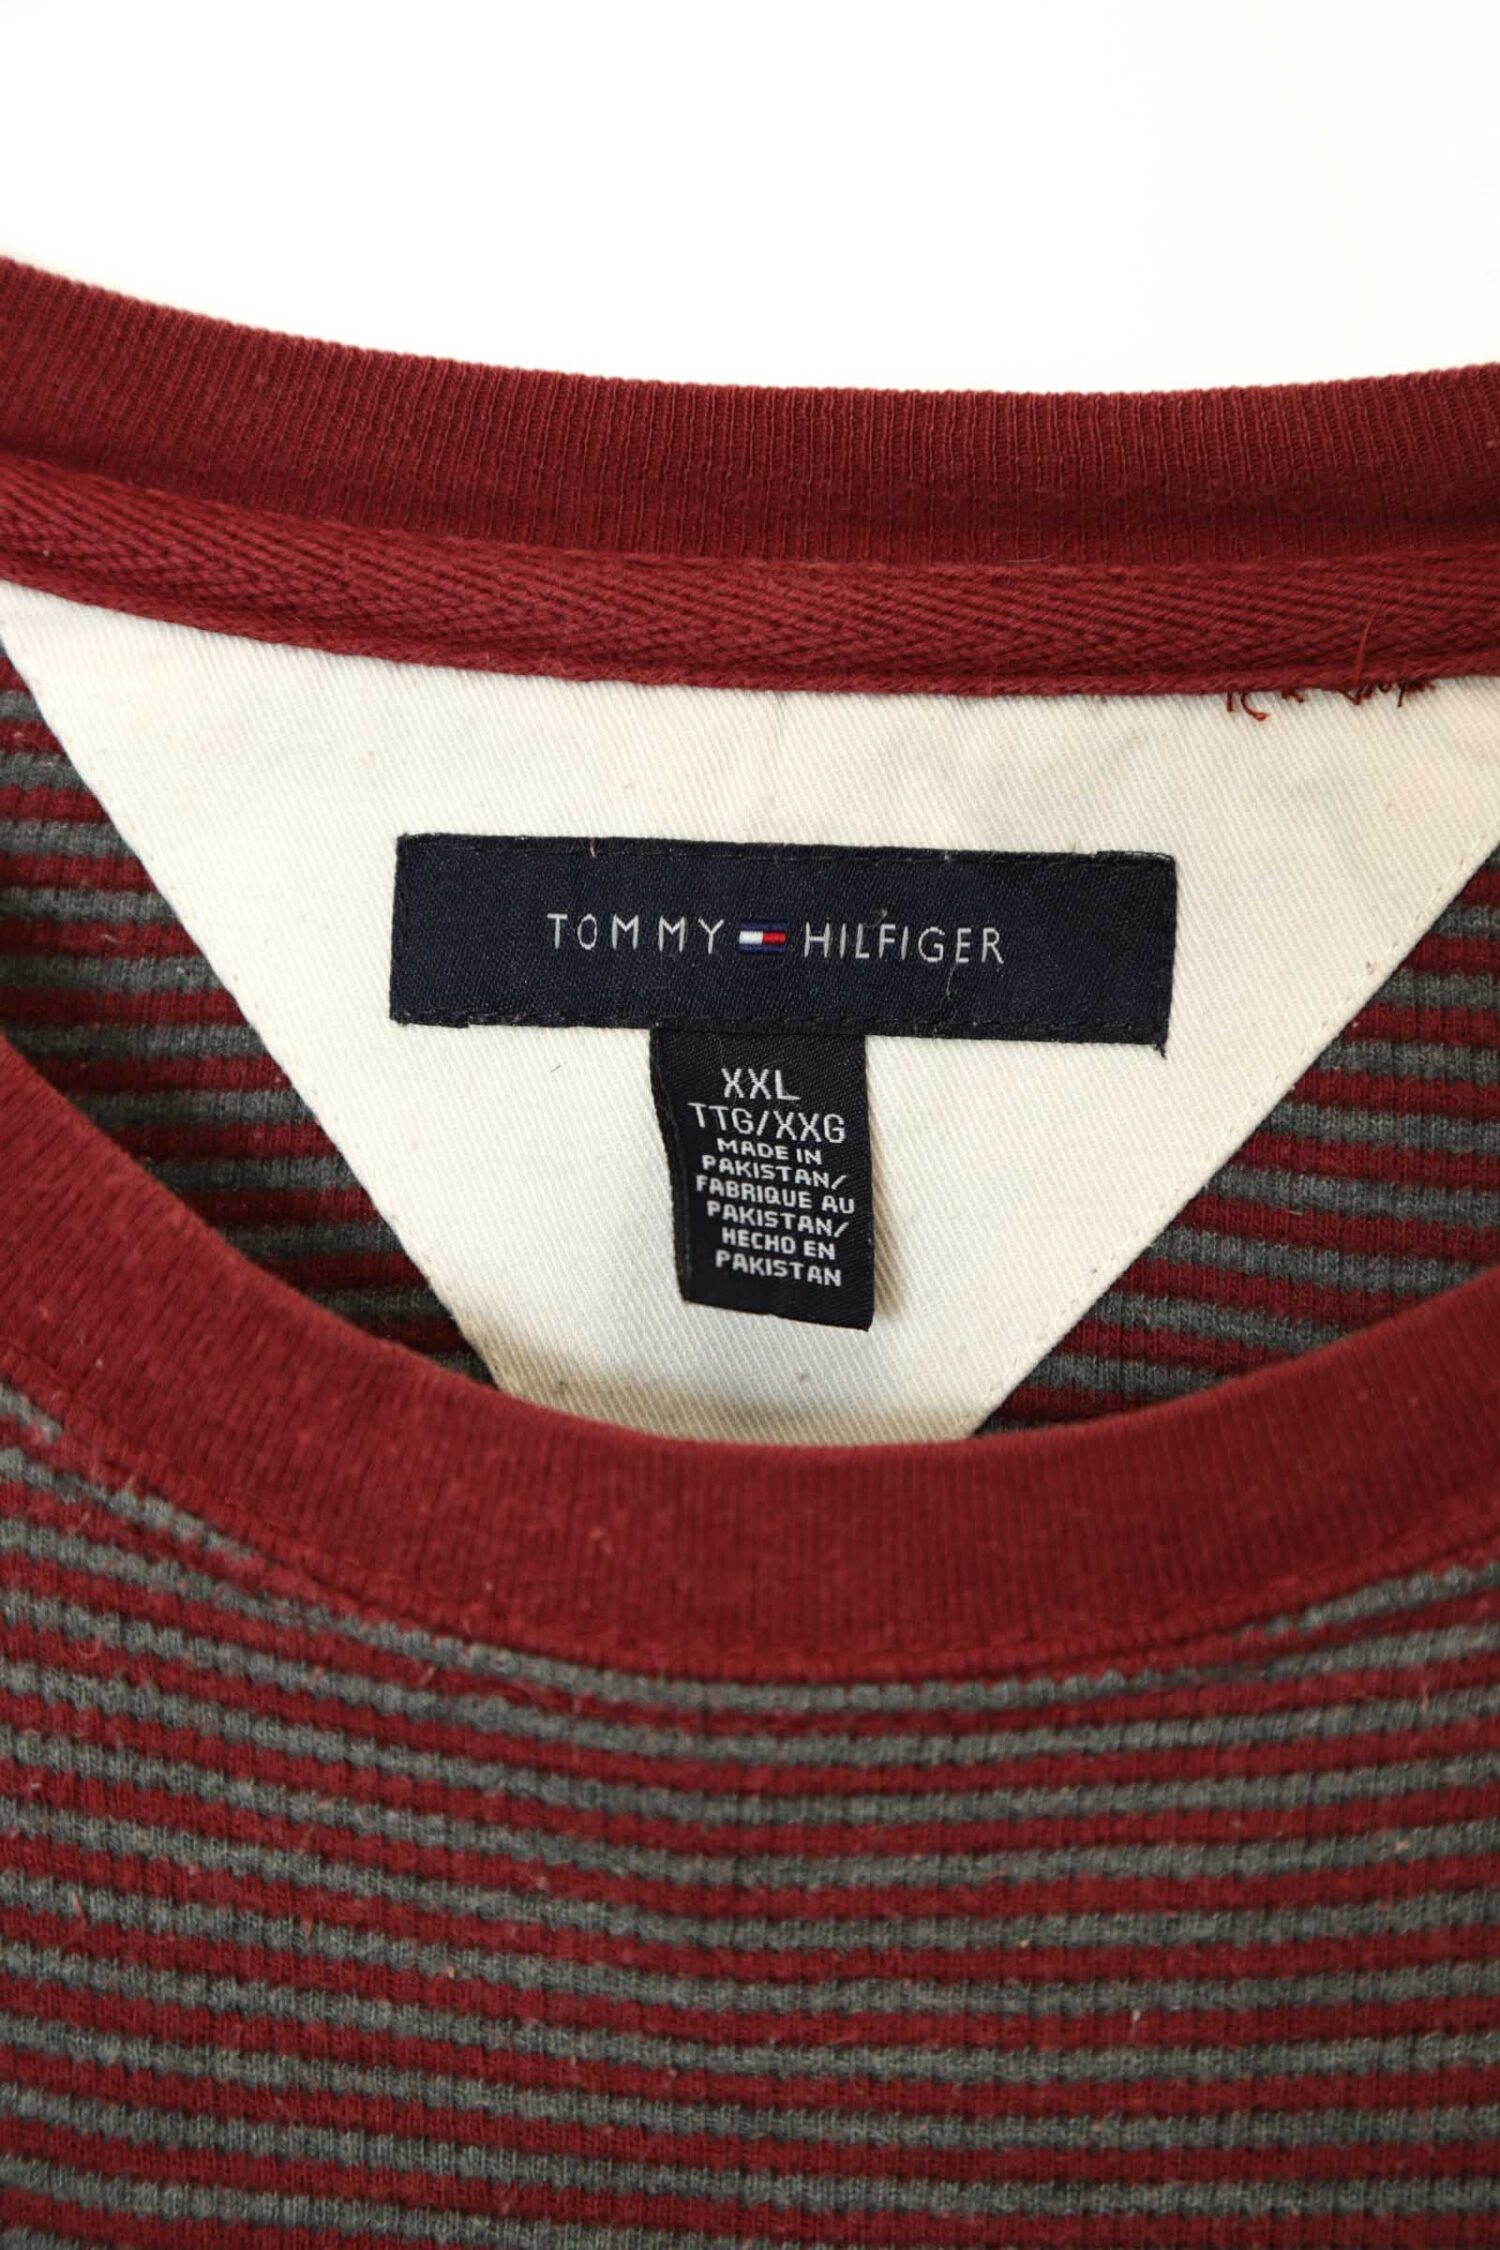 TOMMY HILFIGER
XXL
TTG/XXG
MADE IN
PAKISTAN/
FABRIQUE AU
PAKISTAN/
HECHO EN
PAKISTAN